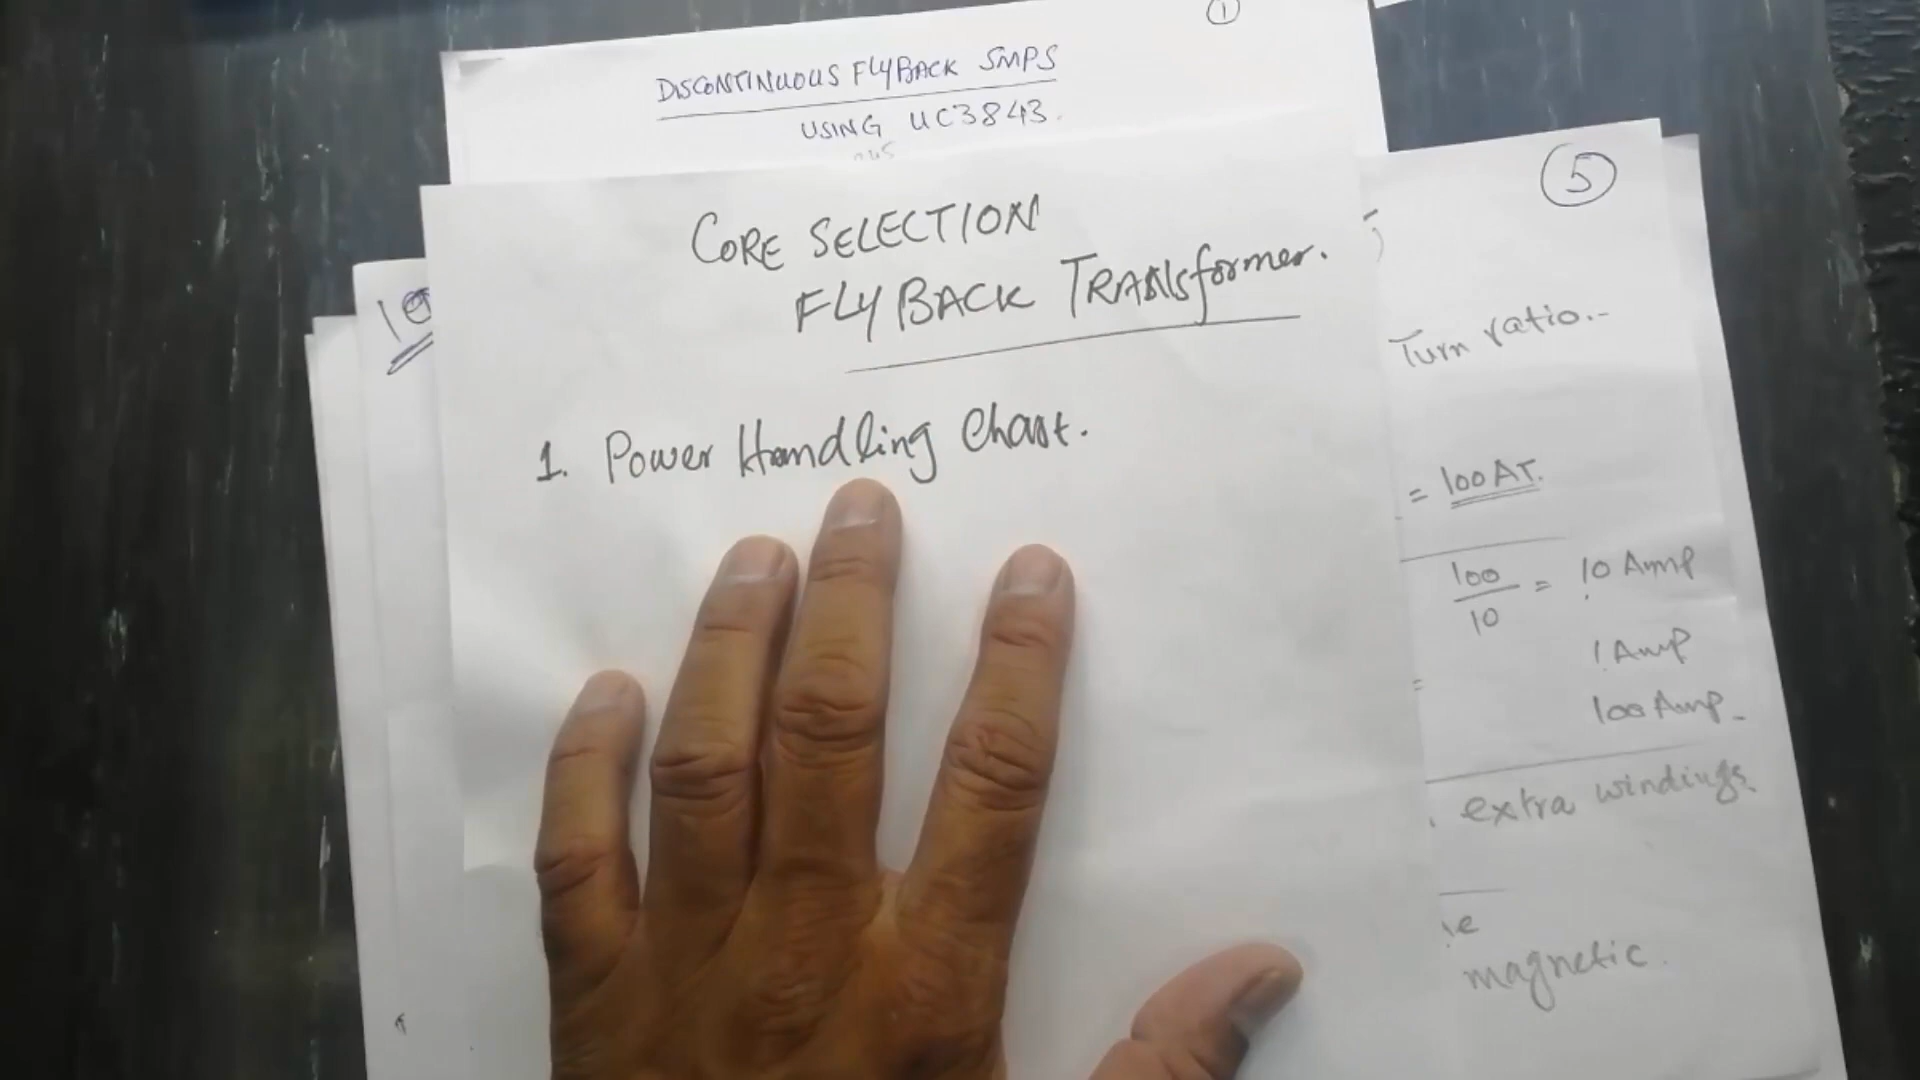 1
DISCONTINUOUS FLYBACK SMPS
USING UC3843.
CORE SELECTION
FLYBACK TRANSformer.
1. Power Handling Chart.
5
Turn ratio.-
= 100 AT.
100/10 = 10 Amp
1 Amp
=
100 Amp
extra windings
magnetic.